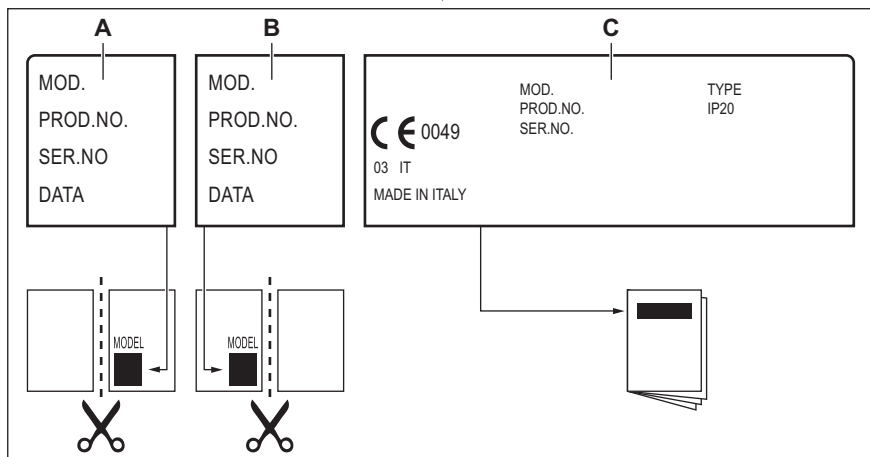 A
B
C
MOD.
PROD.NO.
SER.NO
DATA
MOD.
PROD.NO.
SER.NO
DATA
MOD.
PROD.NO.
SER.NO.
TYPE
IP20
CE 0049
03 IT
MADE IN ITALY
MODEL
MODEL